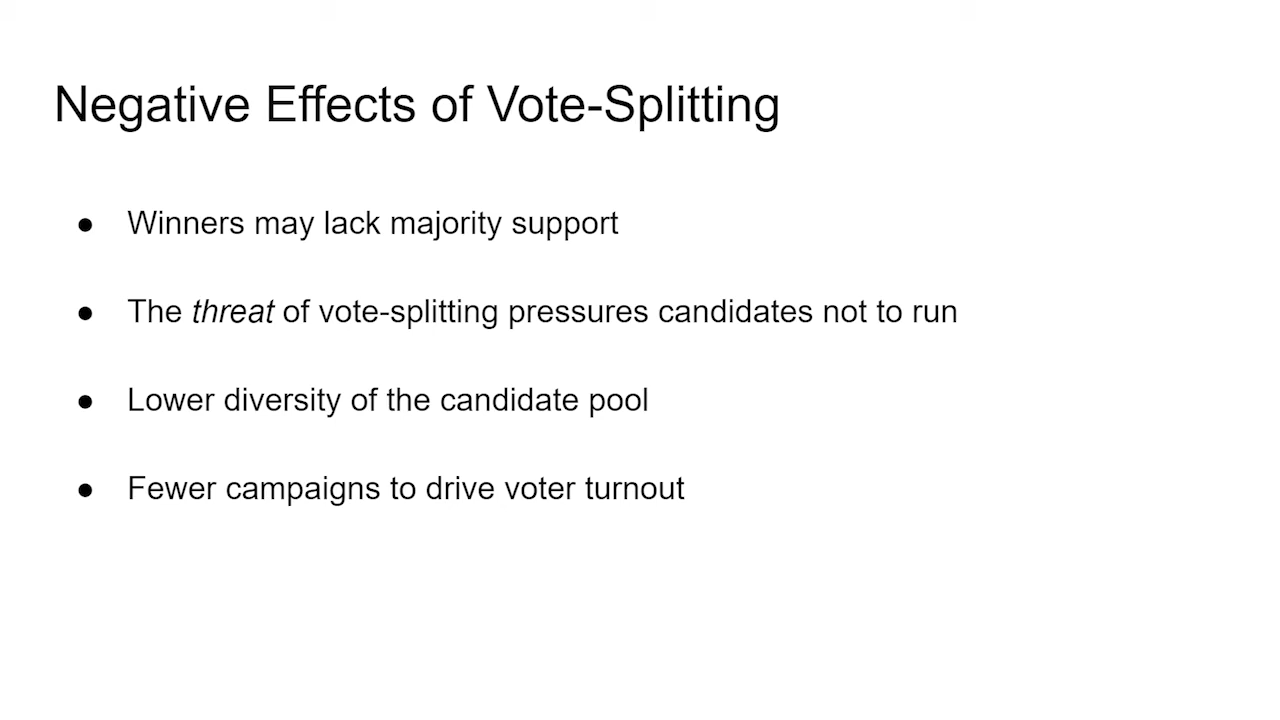 Negative Effects of Vote-Splitting
● Winners may lack majority support
● The threat of vote-splitting pressures candidates not to run
● Lower diversity of the candidate pool
● Fewer campaigns to drive voter turnout